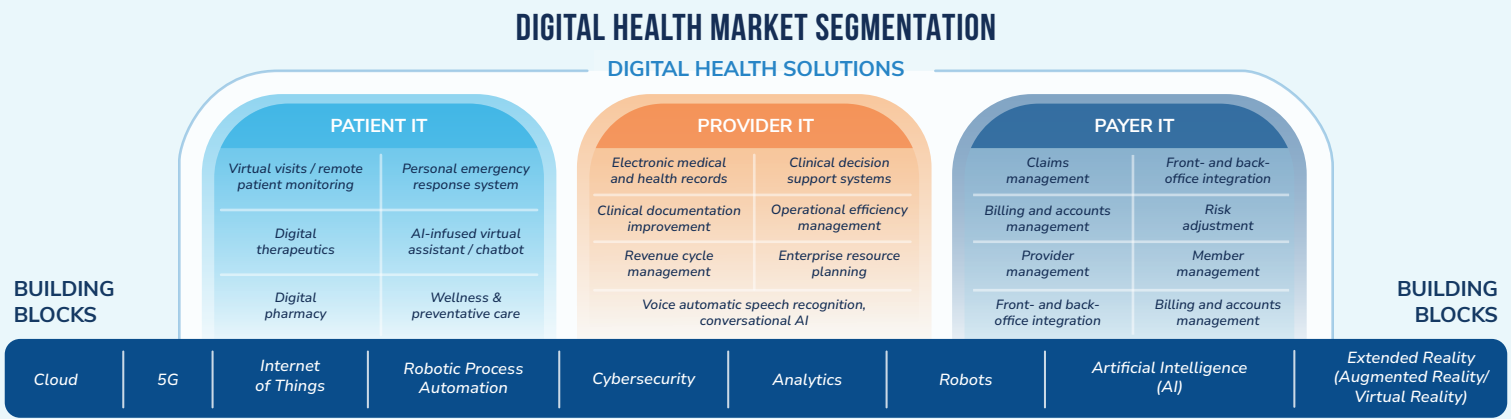 DIGITAL HEALTH MARKET SEGMENTATION
DIGITAL HEALTH SOLUTIONS
PATIENT IT
Virtual visits / remote
patient monitoring
Personal emergency
response system
Digital
therapeutics
AI-infused virtual
assistant / chatbot
Digital
pharmacy
Wellness &
preventative care
PROVIDER IT
Electronic medical
and health records
Clinical decision
support systems
Clinical documentation
improvement
Operational efficiency
management
Revenue cycle
management
Enterprise resource
planning
Voice automatic speech recognition,
conversational AI
PAYER IT
Claims
management
Front- and back-
office integration
Billing and accounts
management
Risk
adjustment
Provider
management
Member
management
Front- and back-
office integration
Billing and accounts
management
BUILDING
BLOCKS
BUILDING
BLOCKS
Cloud
5G
Internet
of Things
Robotic Process
Automation
Cybersecurity
Analytics
Robots
Artificial Intelligence
(AI)
Extended Reality
(Augmented Reality/
Virtual Reality)